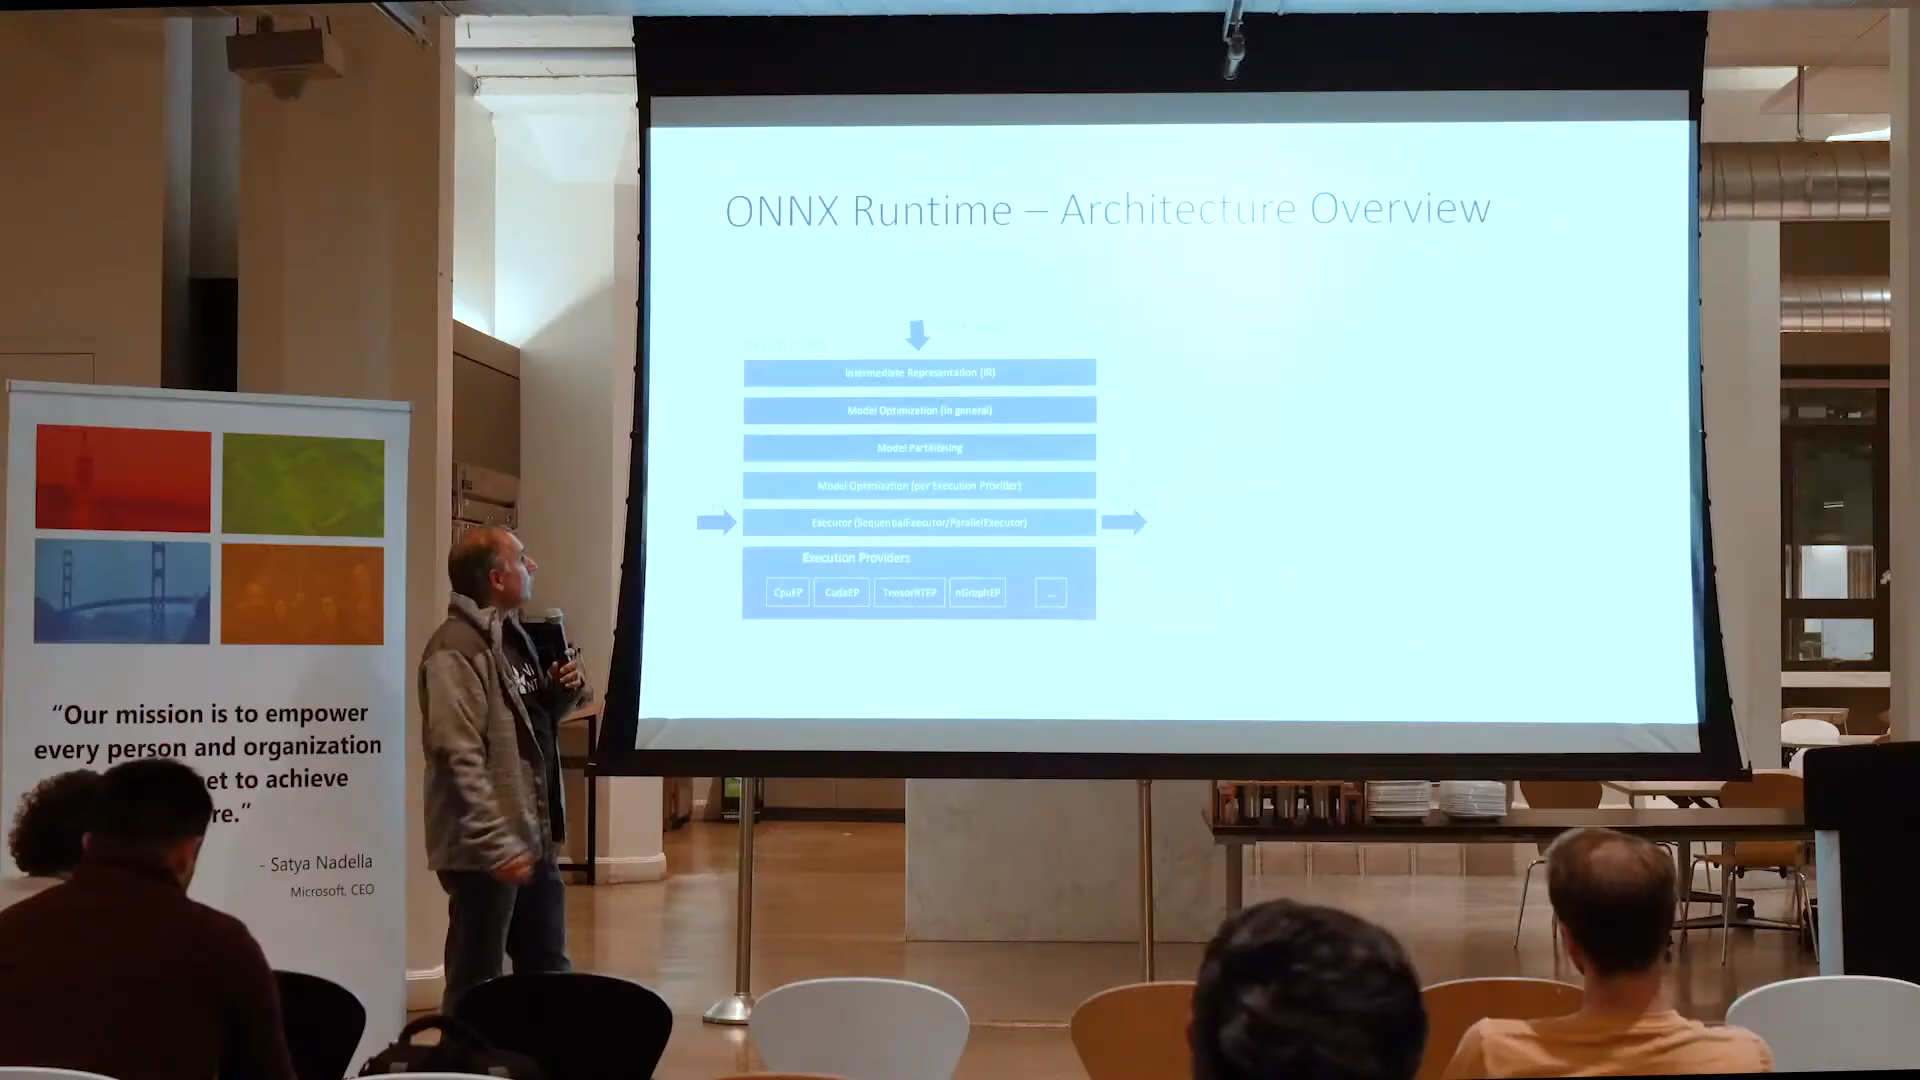 ONNX Runtime – Architecture Overview
Intermediate Representation (IR)
Model Optimization (in general)
Model Partitioning
Model Optimization (per Execution Provider)
Executor (SequentialExecutor/ParallelExecutor)
Execution Providers
CpuEP CudaEP TensorRTEP nGraphEP ...
“Our mission is to empower
every person and organization
to achieve
”
- Satya Nadella
Microsoft, CEO